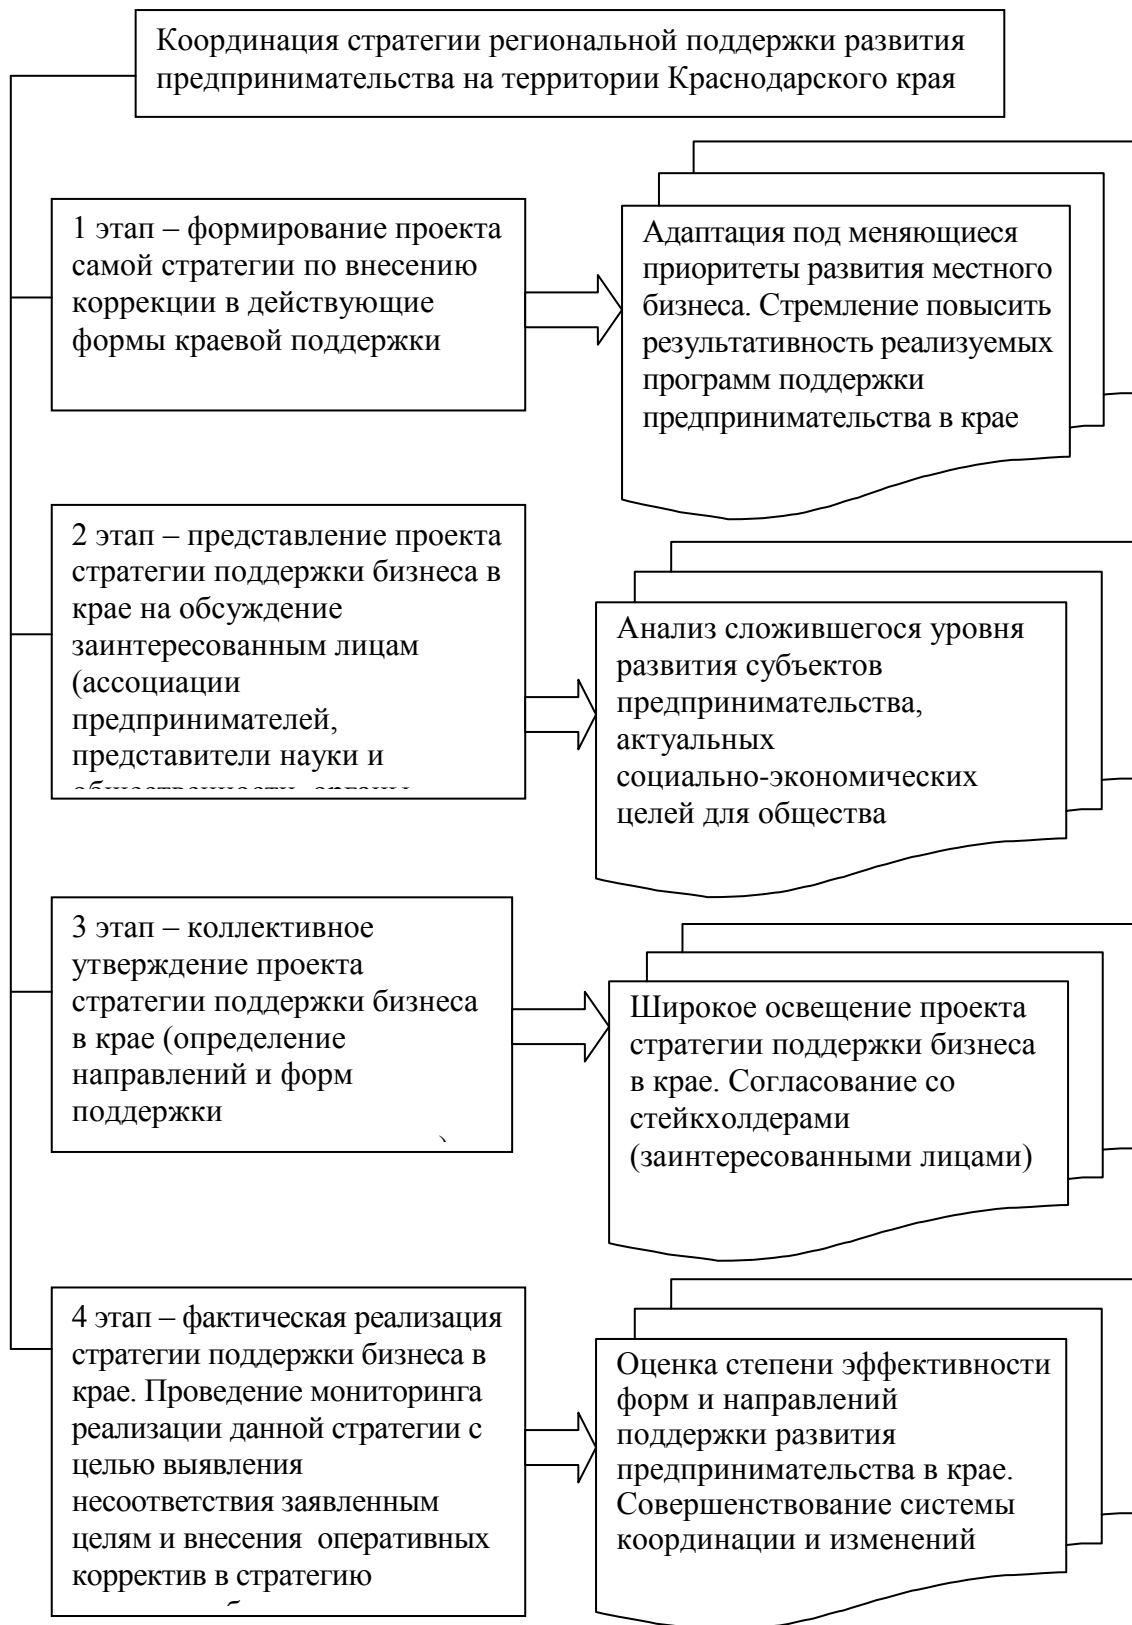 Координация стратегии региональной поддержки развития
предпринимательства на территории Краснодарского края
1 этап – формирование проекта
самой стратегии по внесению
коррекции в действующие
формы краевой поддержки
Адаптация под меняющиеся
приоритеты развития местного
бизнеса. Стремление повысить
результативность реализуемых
программ поддержки
предпринимательства в крае
2 этап – представление проекта
стратегии поддержки бизнеса в
крае на обсуждение
заинтересованным лицам
(ассоциации
предпринимателей,
представители науки и
Анализ сложившегося уровня
развития субъектов
предпринимательства,
актуальных
социально-экономических
целей для общества
3 этап – коллективное
утверждение проекта
стратегии поддержки бизнеса
в крае (определение
направлений и форм
поддержки
Широкое освещение проекта
стратегии поддержки бизнеса
в крае. Согласование со
стейкхолдерами
(заинтересованными лицами)
4 этап – фактическая реализация
стратегии поддержки бизнеса в
крае. Проведение мониторинга
реализации данной стратегии с
целью выявления
несоответствия заявленным
целям и внесения  оперативных
корректив в стратегию
Оценка степени эффективности
форм и направлений
поддержки развития
предпринимательства в крае.
Совершенствование системы
координации и изменений